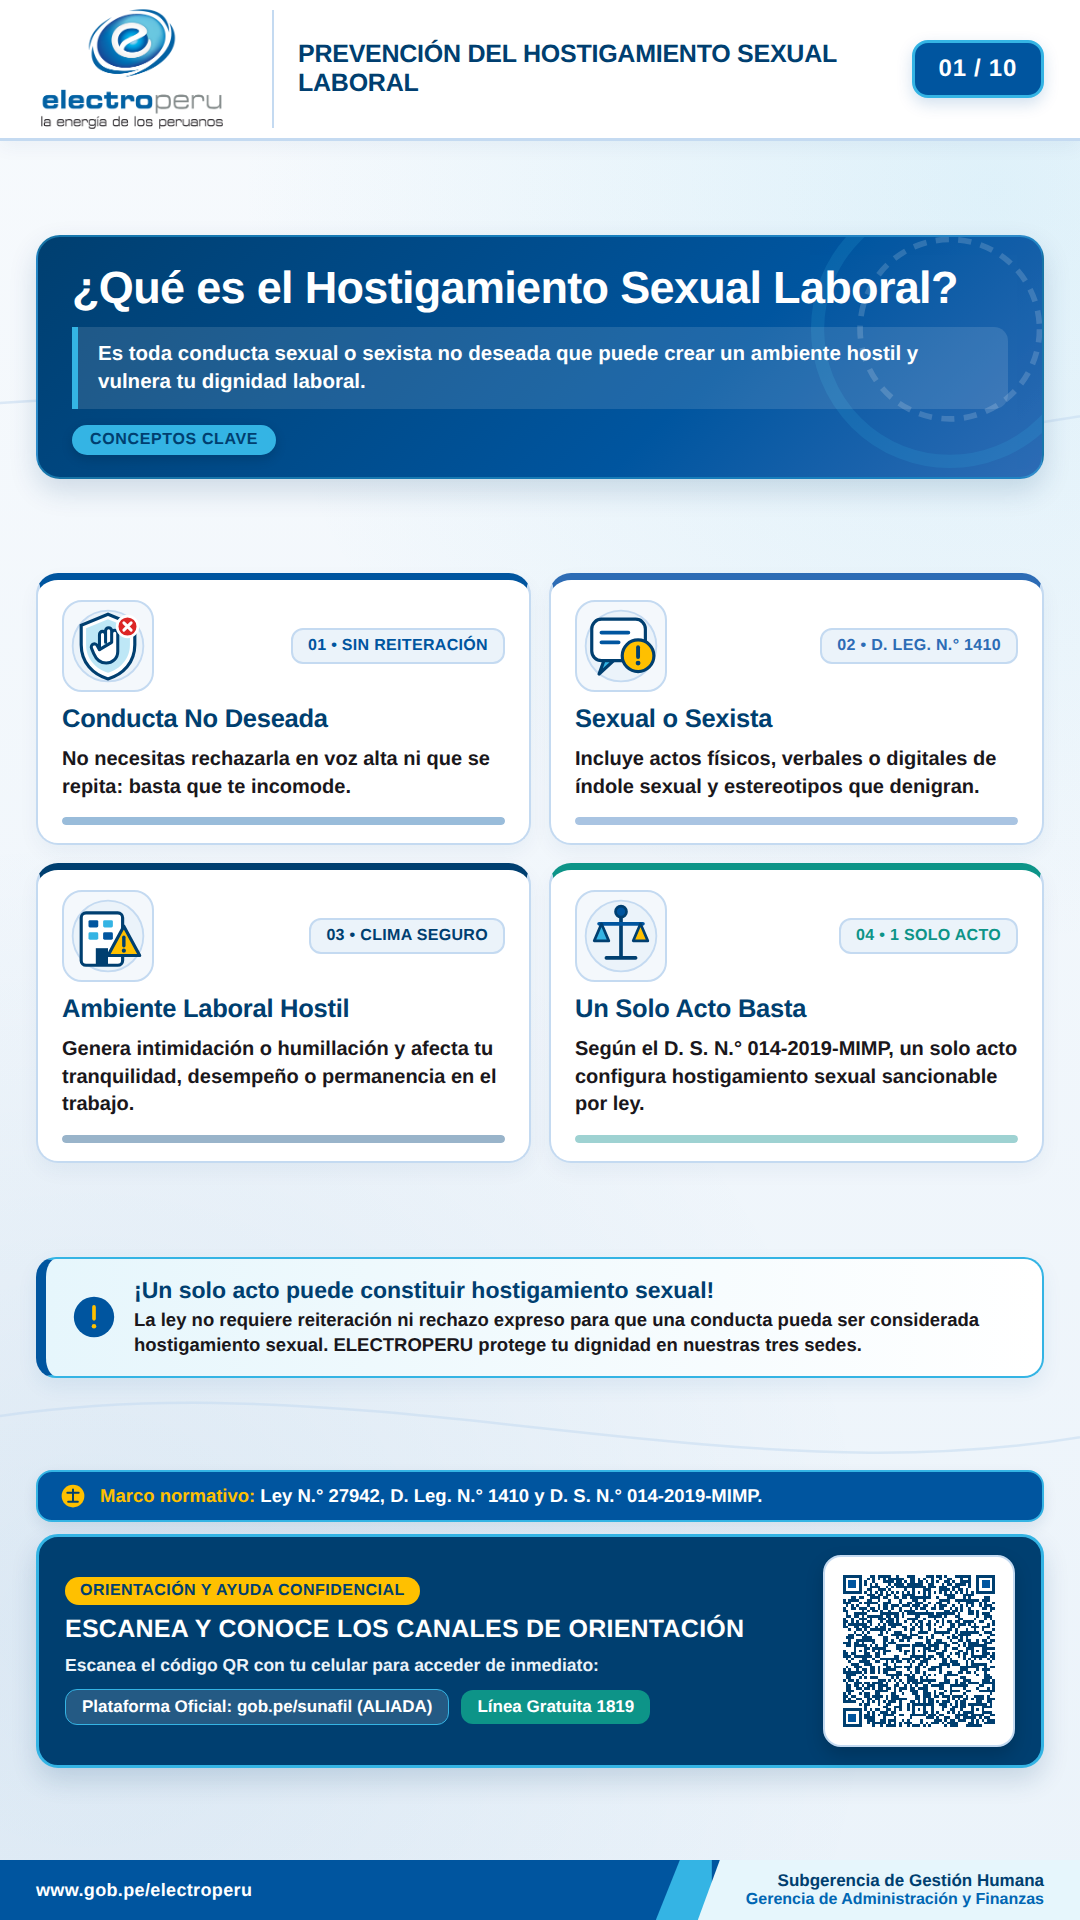 electroperu
la energía de los peruanos
PREVENCIÓN DEL HOSTIGAMIENTO SEXUAL
LABORAL
01 / 10
¿Qué es el Hostigamiento Sexual Laboral?
Es toda conducta sexual o sexista no deseada que puede crear un ambiente hostil y
vulnera tu dignidad laboral.
CONCEPTOS CLAVE
01 • SIN REITERACIÓN
Conducta No Deseada
No necesitas rechazarla en voz alta ni que se
repita: basta que te incomode.
02 • D. LEG. N.° 1410
Sexual o Sexista
Incluye actos físicos, verbales o digitales de
índole sexual y estereotipos que denigran.
03 • CLIMA SEGURO
Ambiente Laboral Hostil
Genera intimidación o humillación y afecta tu
tranquilidad, desempeño o permanencia en el
trabajo.
04 • 1 SOLO ACTO
Un Solo Acto Basta
Según el D. S. N.° 014-2019-MIMP, un solo acto
configura hostigamiento sexual sancionable
por ley.
¡Un solo acto puede constituir hostigamiento sexual!
La ley no requiere reiteración ni rechazo expreso para que una conducta pueda ser considerada
hostigamiento sexual. ELECTROPERU protege tu dignidad en nuestras tres sedes.
Marco normativo: Ley N.° 27942, D. Leg. N.° 1410 y D. S. N.° 014-2019-MIMP.
ORIENTACIÓN Y AYUDA CONFIDENCIAL
ESCANEA Y CONOCE LOS CANALES DE ORIENTACIÓN
Escanea el código QR con tu celular para acceder de inmediato:
Plataforma Oficial: gob.pe/sunafil (ALIADA)
Línea Gratuita 1819
www.gob.pe/electroperu
Subgerencia de Gestión Humana
Gerencia de Administración y Finanzas